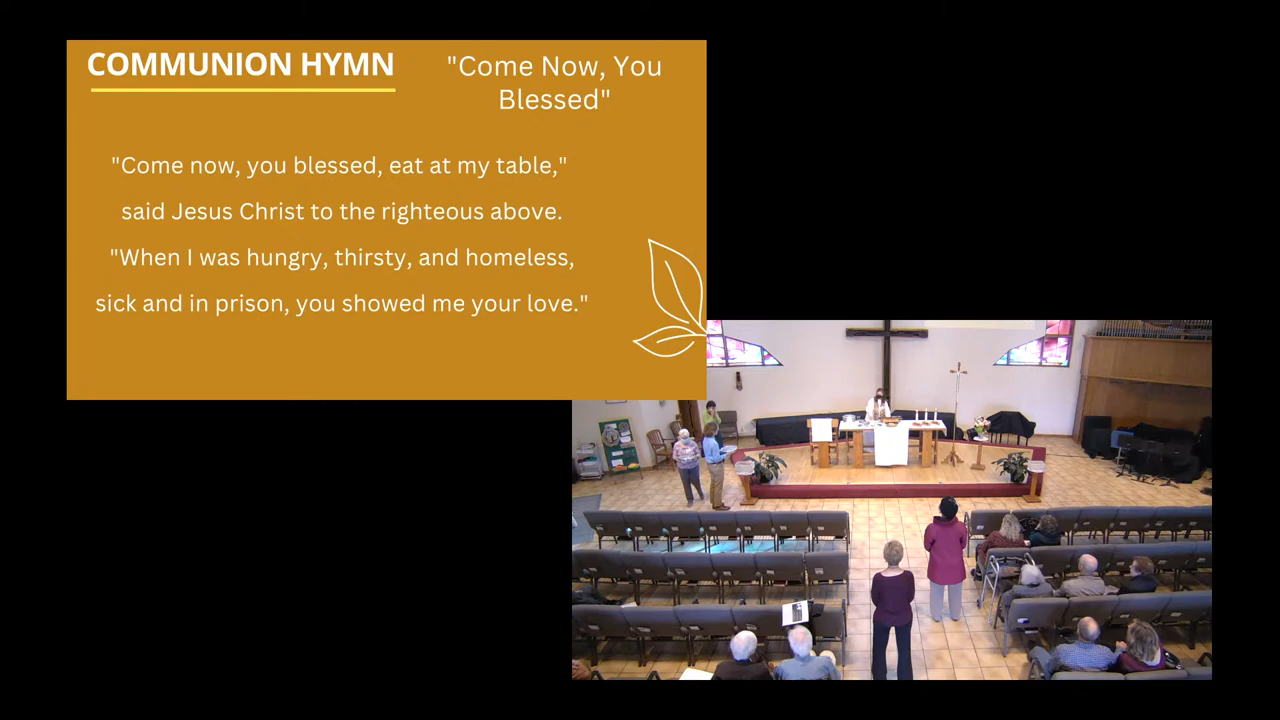 COMMUNION HYMN
"Come Now, You
Blessed"
"Come now, you blessed, eat at my table,"
said Jesus Christ to the righteous above.
"When I was hungry, thirsty, and homeless,
sick and in prison, you showed me your love."